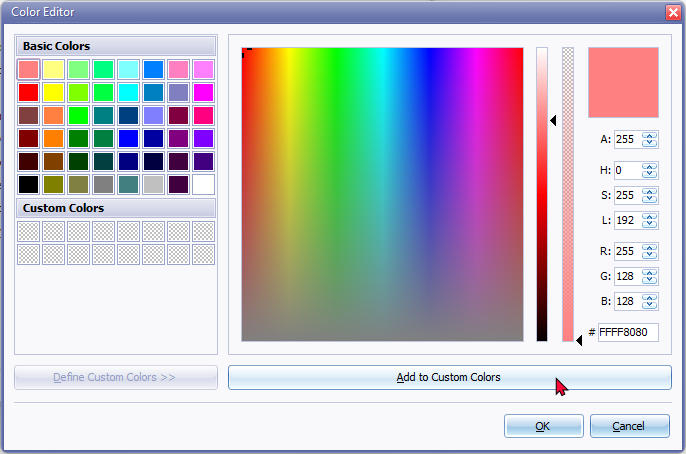 Color Editor
Basic Colors
Custom Colors
Define Custom Colors >>
A: 255
H: 0
S: 255
L: 192
R: 255
G: 128
B: 128
# FFFF8080
Add to Custom Colors
OK
Cancel